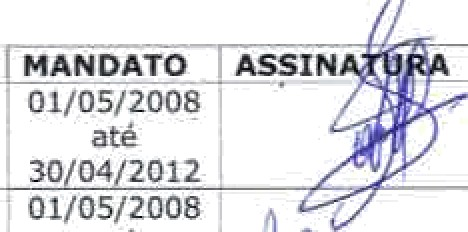 MANDATO ASSINATURA
01/05/2008
até
30/04/2012
01/05/2008